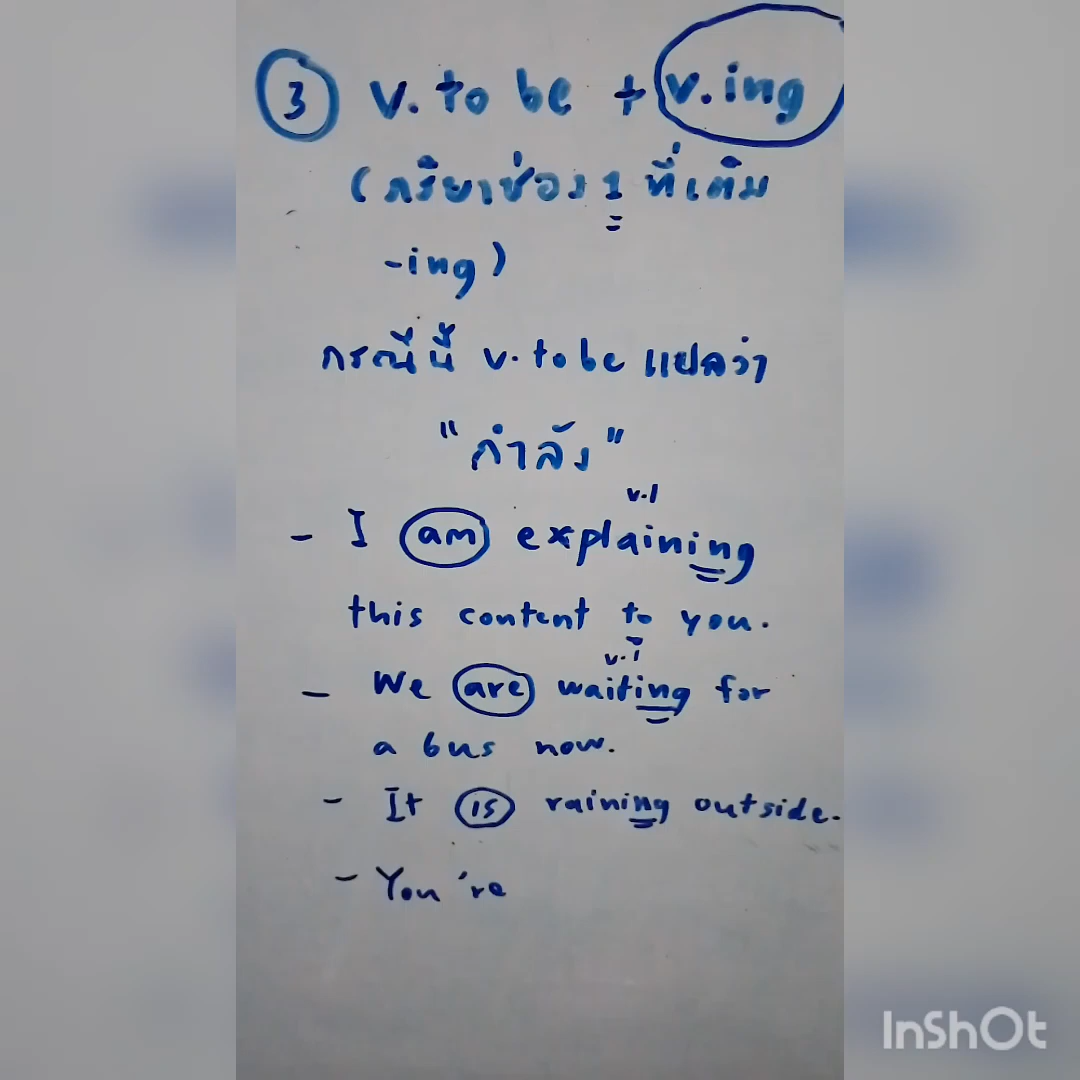 3 v. to be + v. ing
(กริยาช่อง 1 ที่เติม
-ing)
กรณีนี้ v. to be แปลว่า
"กำลัง"
v.1
- I am explaining
this content to you.
v.1
- We are waiting for
a bus now.
- It is raining outside.
- You're
InShOt